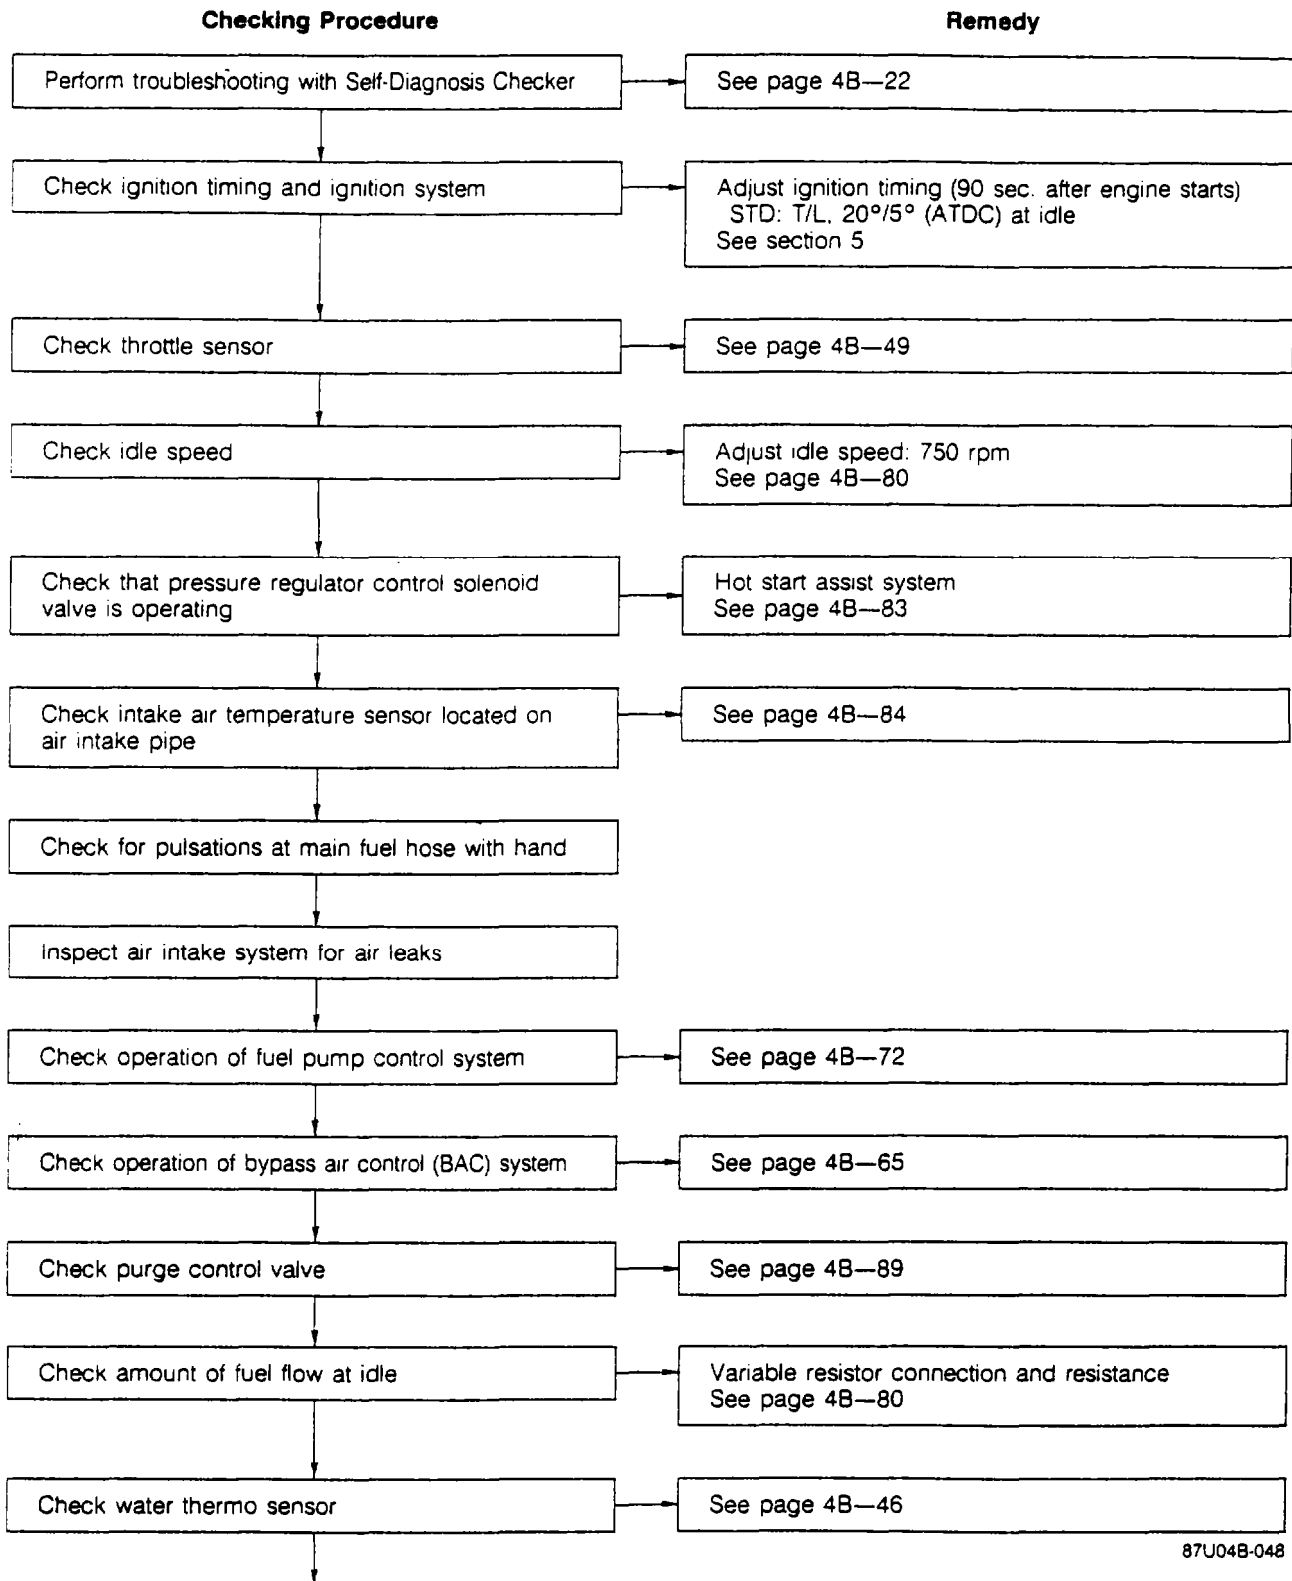 Checking Procedure
Remedy
Perform troubleshooting with Self-Diagnosis Checker
See page 4B—22
Check ignition timing and ignition system
Adjust ignition timing (90 sec. after engine starts)
STD: T/L, 20°/5° (ATDC) at idle
See section 5
Check throttle sensor
See page 4B—49
Check idle speed
Adjust idle speed: 750 rpm
See page 4B—80
Check that pressure regulator control solenoid
valve is operating
Hot start assist system
See page 4B—83
Check intake air temperature sensor located on
air intake pipe
See page 4B—84
Check for pulsations at main fuel hose with hand
Inspect air intake system for air leaks
Check operation of fuel pump control system
See page 4B—72
Check operation of bypass air control (BAC) system
See page 4B—65
Check purge control valve
See page 4B—89
Check amount of fuel flow at idle
Variable resistor connection and resistance
See page 4B—80
Check water thermo sensor
See page 4B—46
87U04B-048